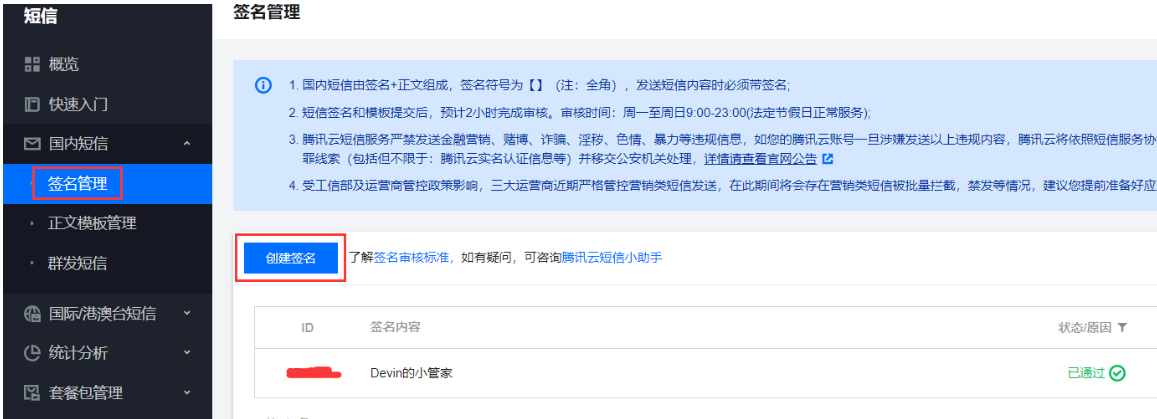 短信
签名管理
概览
快速入门
国内短信
签名管理
正文模板管理
群发短信
国际/港澳台短信
统计分析
套餐包管理
1. 国内短信由签名+正文组成，签名符号为【】（注：全角），发送短信内容时必须带签名;
2. 短信签名和模板提交后，预计2小时完成审核。审核时间：周一至周日9:00-23:00(法定节假日正常服务);
3. 腾讯云短信服务严禁发送金融营销、赌博、诈骗、淫秽、色情、暴力等违规信息，如您的腾讯云账号一旦涉嫌发送以上违规内容，腾讯云将依照短信服务协
罪线索（包括但不限于：腾讯云实名认证信息等）并移交公安机关处理，详情请查看官网公告
4. 受工信部及运营商管控政策影响，三大运营商近期严格管控营销类短信发送，在此期间将会存在营销类短信被批量拦截，禁发等情况，建议您提前准备好应
创建签名 了解签名审核标准，如有疑问，可咨询腾讯云短信小助手
ID 签名内容 状态/原因
Devin的小管家 已通过